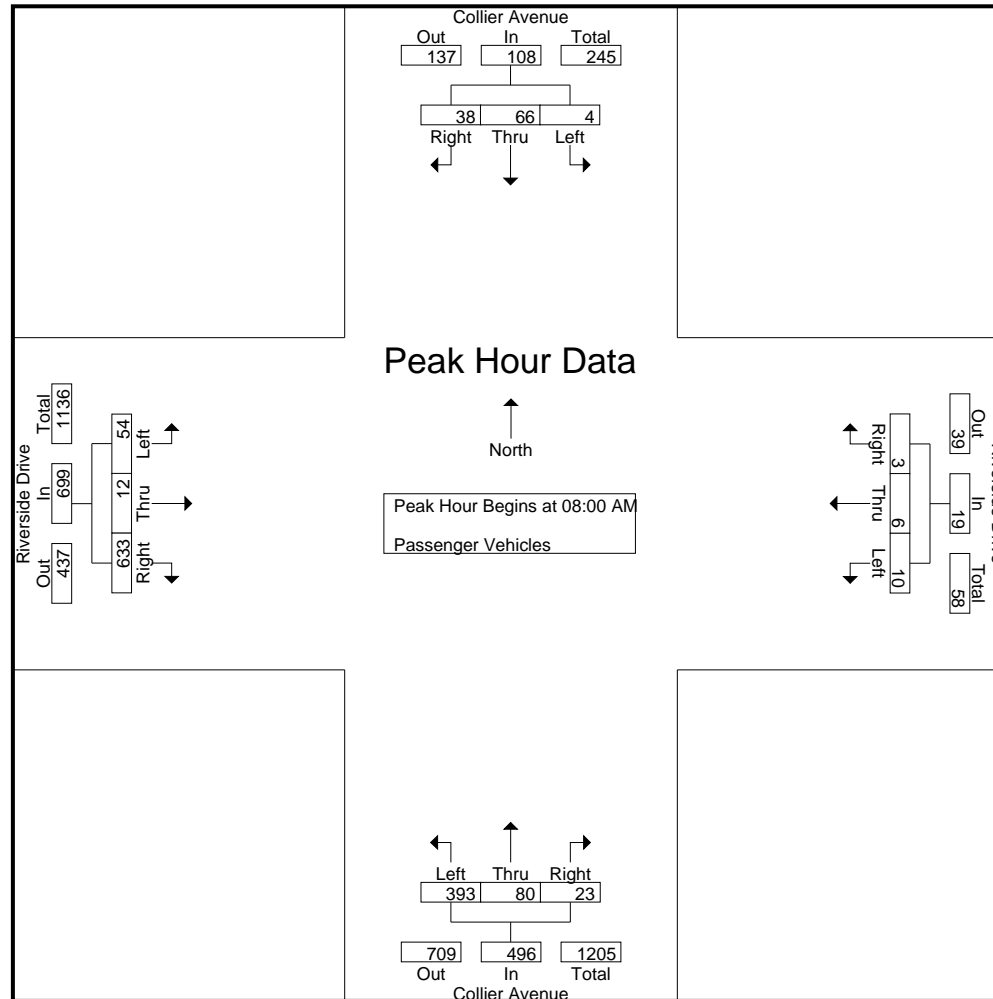 Collier Avenue
Out In Total
137 108 245
38 66 4
Right Thru Left
Peak Hour Data
North
Peak Hour Begins at 08:00 AM
Passenger Vehicles
Riverside Drive
Out In Total
437 699 1136
54 12 633
Left Thru Right
Out In Total
39 19 58
3 6 10
Right Thru Left
Left Thru Right
393 80 23
709 496 1205
Out In Total
Collier Avenue